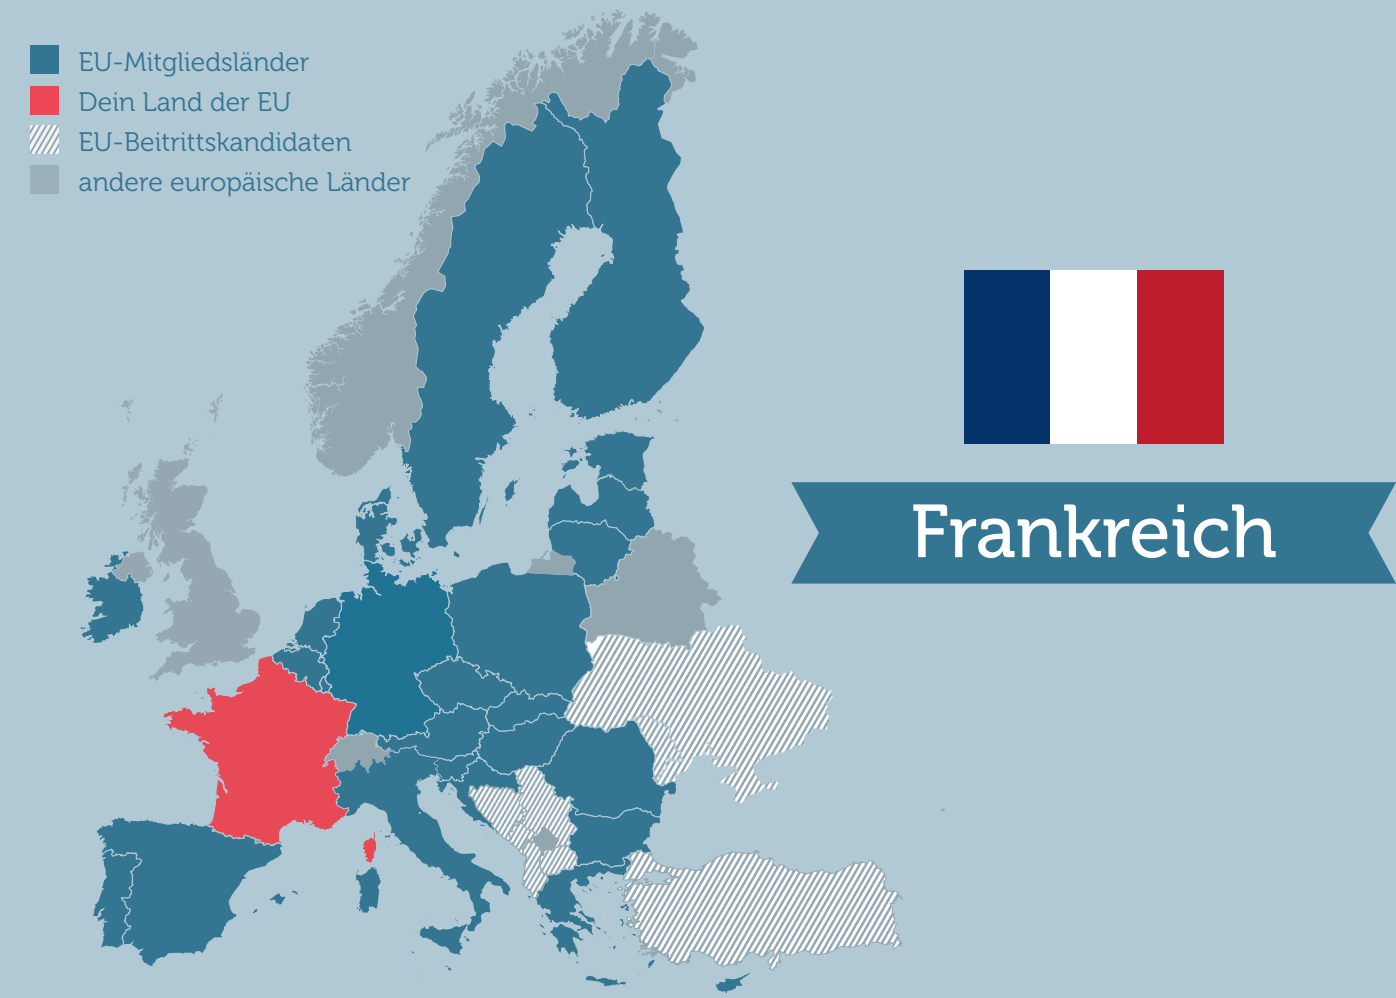 EU-Mitgliedsländer
Dein Land der EU
EU-Beitrittskandidaten
andere europäische Länder
Frankreich